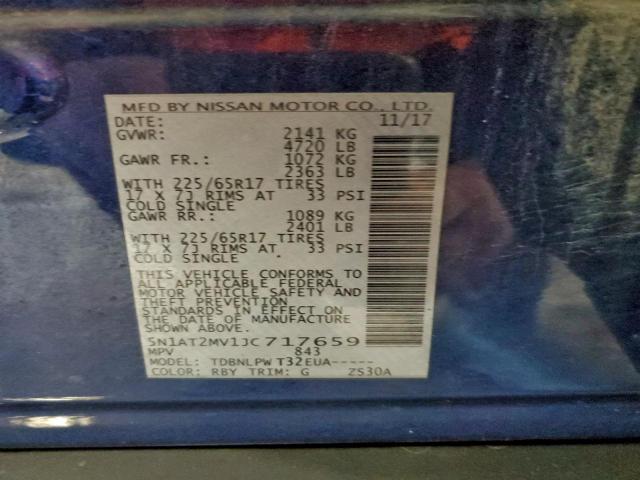 MFD BY NISSAN MOTOR CO., LTD.
DATE: 11/17
GVWR: 2141 KG
4720 LB
GAWR FR.: 1072 KG
2363 LB
WITH 225/65R17 TIRES
17 X 7J RIMS AT 33 PSI
COLD SINGLE
GAWR RR.: 1089 KG
2401 LB
WITH 225/65R17 TIRES
17 X 7J RIMS AT 33 PSI
COLD SINGLE .
THIS VEHICLE CONFORMS TO
ALL APPLICABLE FEDERAL
MOTOR VEHICLE SAFETY AND
THEFT PREVENTION
STANDARDS IN EFFECT ON
THE DATE OF MANUFACTURE
SHOWN ABOVE.
5N1AT2MV1JC717659
MPV 843
MODEL: TDBNLPW T32EUA-----
COLOR: RBY TRIM: G ZS30A